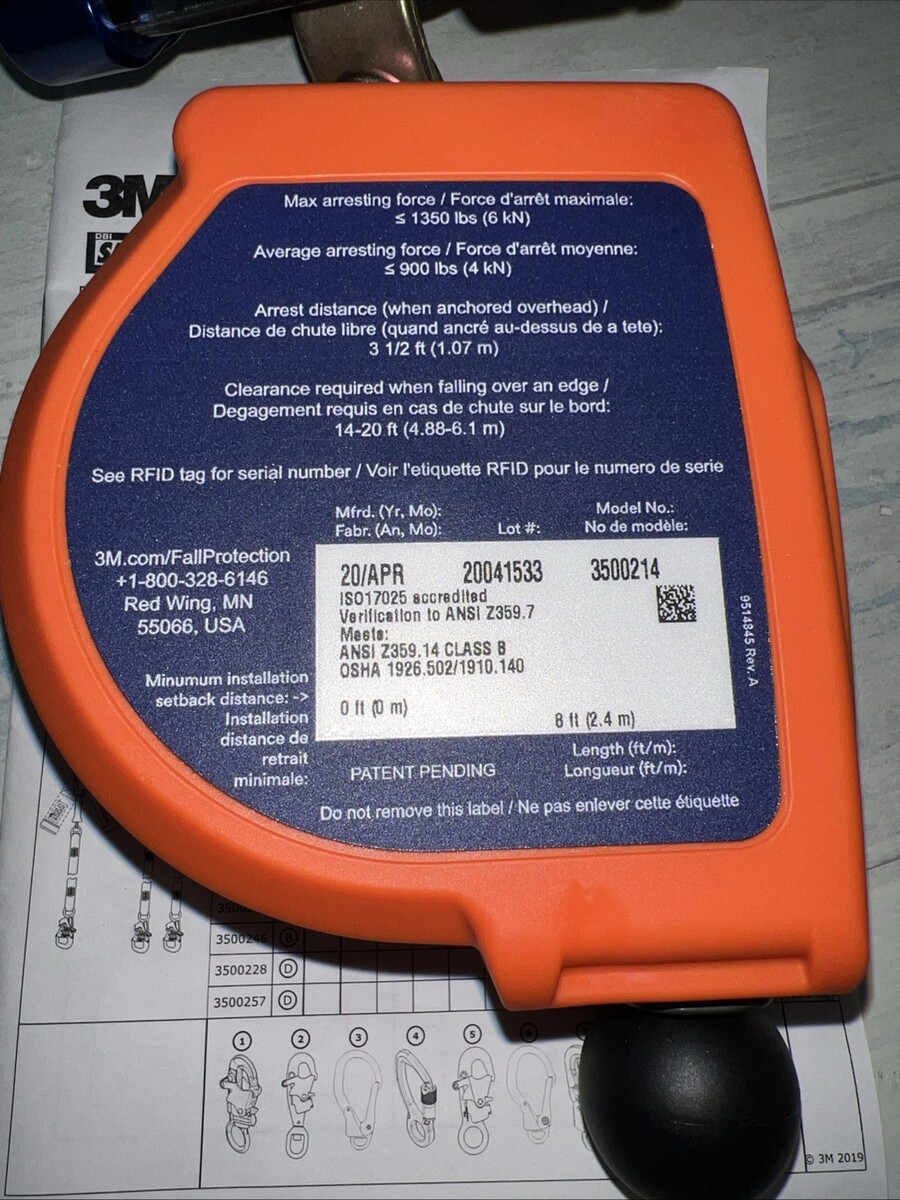 3M
DBI
Max arresting force / Force d'arrêt maximale:
≤ 1350 lbs (6 kN)
Average arresting force / Force d'arrêt moyenne:
≤ 900 lbs (4 kN)
Arrest distance (when anchored overhead) /
Distance de chute libre (quand ancré au-dessus de a tete):
3 1/2 ft (1.07 m)
Clearance required when falling over an edge /
Degagement requis en cas de chute sur le bord:
14-20 ft (4.88-6.1 m)
See RFID tag for serial number / Voir l'etiquette RFID pour le numero de serie
Mfrd. (Yr, Mo):
Fabr. (An, Mo):
Lot #:
Model No.:
No de modèle:
3M.com/FallProtection
+1-800-328-6146
Red Wing, MN
55066, USA
20/APR 20041533 3500214
ISO17025 accredited
Verification to ANSI Z359.7
Meets:
ANSI Z359.14 CLASS B
OSHA 1926.502/1910.140
0 ft (0 m)
8 ft (2.4 m)
Minumum installation
setback distance: ->
Installation
distance de
retrait
minimale:
Length (ft/m):
Longueur (ft/m):
PATENT PENDING
Do not remove this label / Ne pas enlever cette étiquette
9514845 Rev. A
3500246 B
3500228 D
3500257 D
1 2 3 4 5 6
© 3M 2019